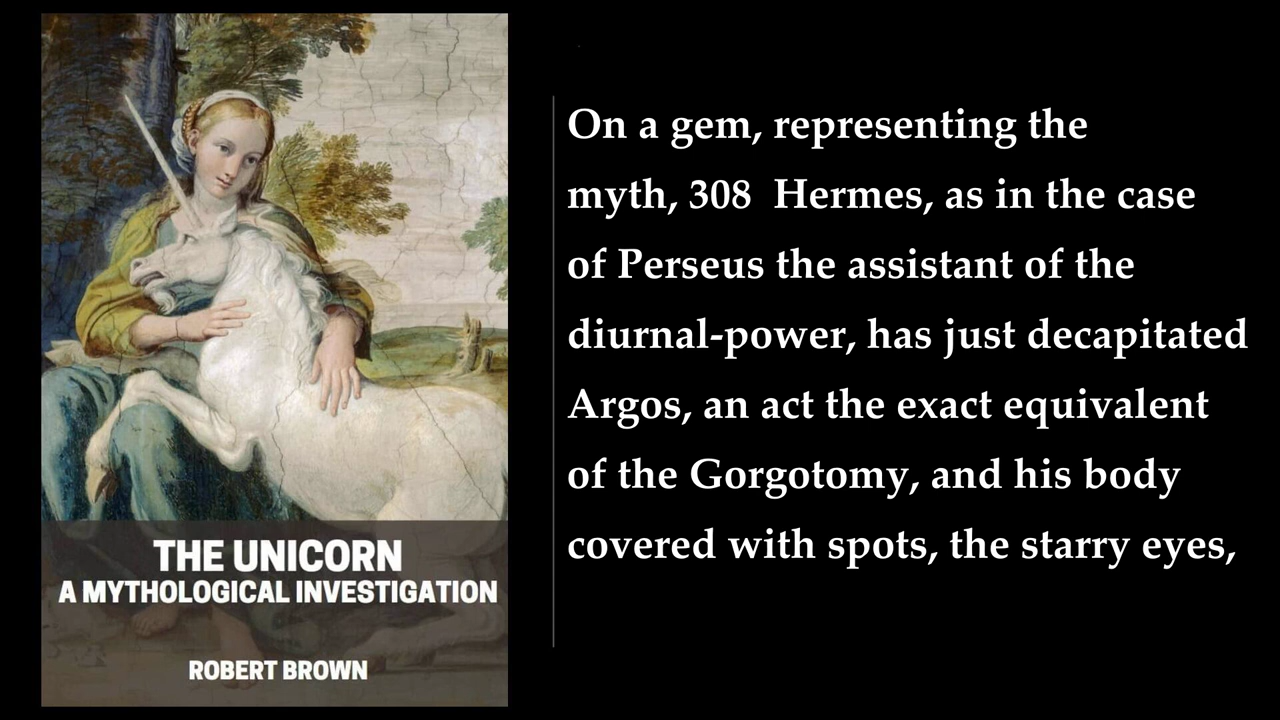 THE UNICORN
A MYTHOLOGICAL INVESTIGATION
ROBERT BROWN
On a gem, representing the
myth, 308 Hermes, as in the case
of Perseus the assistant of the
diurnal-power, has just decapitated
Argos, an act the exact equivalent
of the Gorgotomy, and his body
covered with spots, the starry eyes,